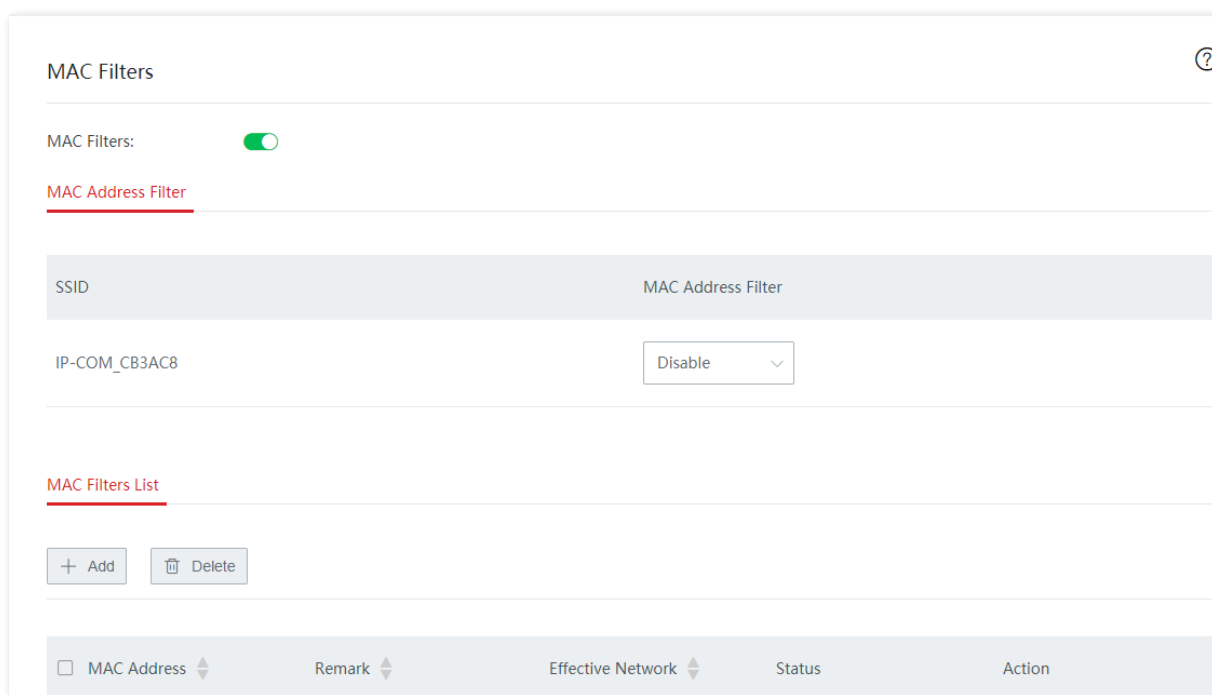 MAC Filters
?
MAC Filters:
MAC Address Filter
SSID MAC Address Filter
IP-COM_CB3AC8 Disable
MAC Filters List
+ Add Delete
MAC Address Remark Effective Network Status Action